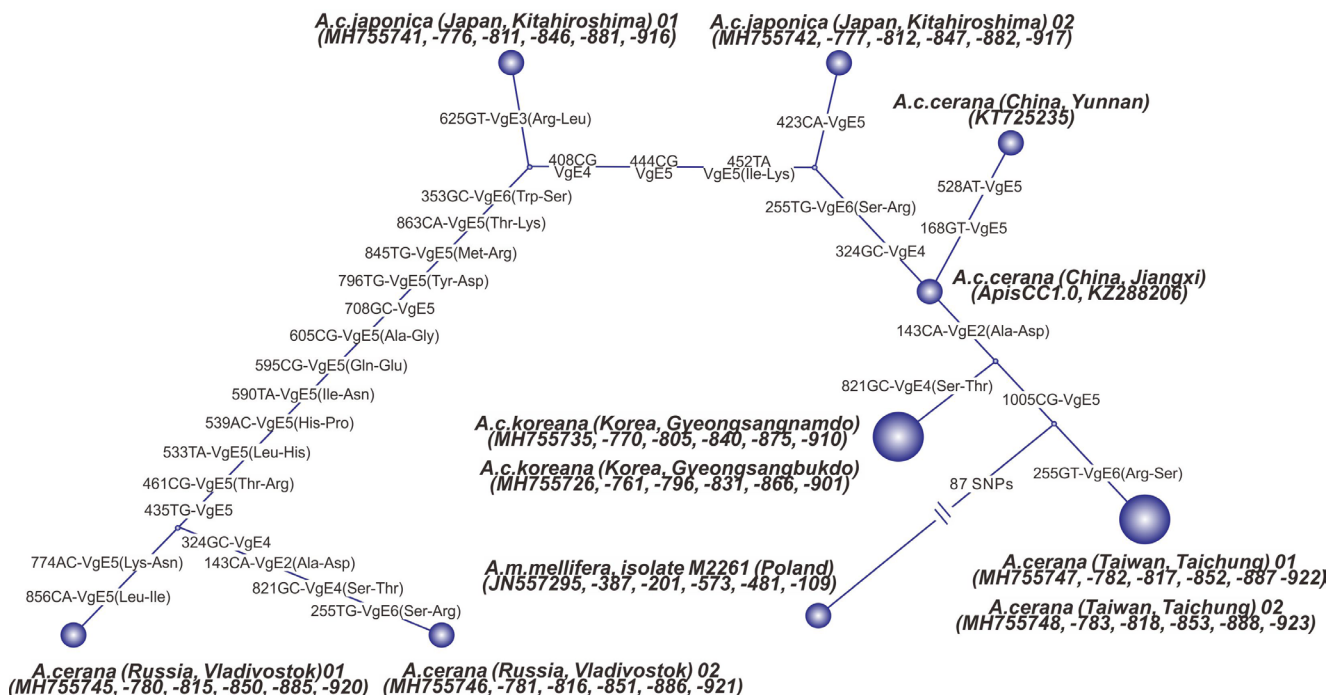 A.c.japonica (Japan, Kitahiroshima) 01
(MH755741, -776, -811, -846, -881, -916)
A.c.japonica (Japan, Kitahiroshima) 02
(MH755742, -777, -812, -847, -882, -917)
A.c.cerana (China, Yunnan)
(KT725235)
625GT-VgE3(Arg-Leu)
423CA-VgE5
408CG
VgE4
444CG
VgE5
452TA
VgE5(Ile-Lys)
528AT-VgE5
168GT-VgE5
353GC-VgE6(Trp-Ser)
863CA-VgE5(Thr-Lys)
845TG-VgE5(Met-Arg)
796TG-VgE5(Tyr-Asp)
708GC-VgE5
605CG-VgE5(Ala-Gly)
595CG-VgE5(Gln-Glu)
590TA-VgE5(Ile-Asn)
539AC-VgE5(His-Pro)
533TA-VgE5(Leu-His)
461CG-VgE5(Thr-Arg)
435TG-VgE5
255TG-VgE6(Ser-Arg)
324GC-VgE4
A.c.cerana (China, Jiangxi)
(ApisCC1.0, KZ288206)
143CA-VgE2(Ala-Asp)
821GC-VgE4(Ser-Thr)
1005CG-VgE5
A.c.koreana (Korea, Gyeongsangnamdo)
(MH755735, -770, -805, -840, -875, -910)
A.c.koreana (Korea, Gyeongsangbukdo)
(MH755726, -761, -796, -831, -866, -901)
87 SNPs
255GT-VgE6(Arg-Ser)
A.m.mellifera, isolate M2261 (Poland)
(JN557295, -387, -201, -573, -481, -109)
A.cerana (Taiwan, Taichung) 01
(MH755747, -782, -817, -852, -887 -922)
A.cerana (Taiwan, Taichung) 02
(MH755748, -783, -818, -853, -888, -923)
774AC-VgE5(Lys-Asn)
856CA-VgE5(Leu-Ile)
324GC-VgE4
143CA-VgE2(Ala-Asp)
821GC-VgE4(Ser-Thr)
255TG-VgE6(Ser-Arg)
A.cerana (Russia, Vladivostok)01
(MH755745, -780, -815, -850, -885, -920)
A.cerana (Russia, Vladivostok) 02
(MH755746, -781, -816, -851, -886, -921)